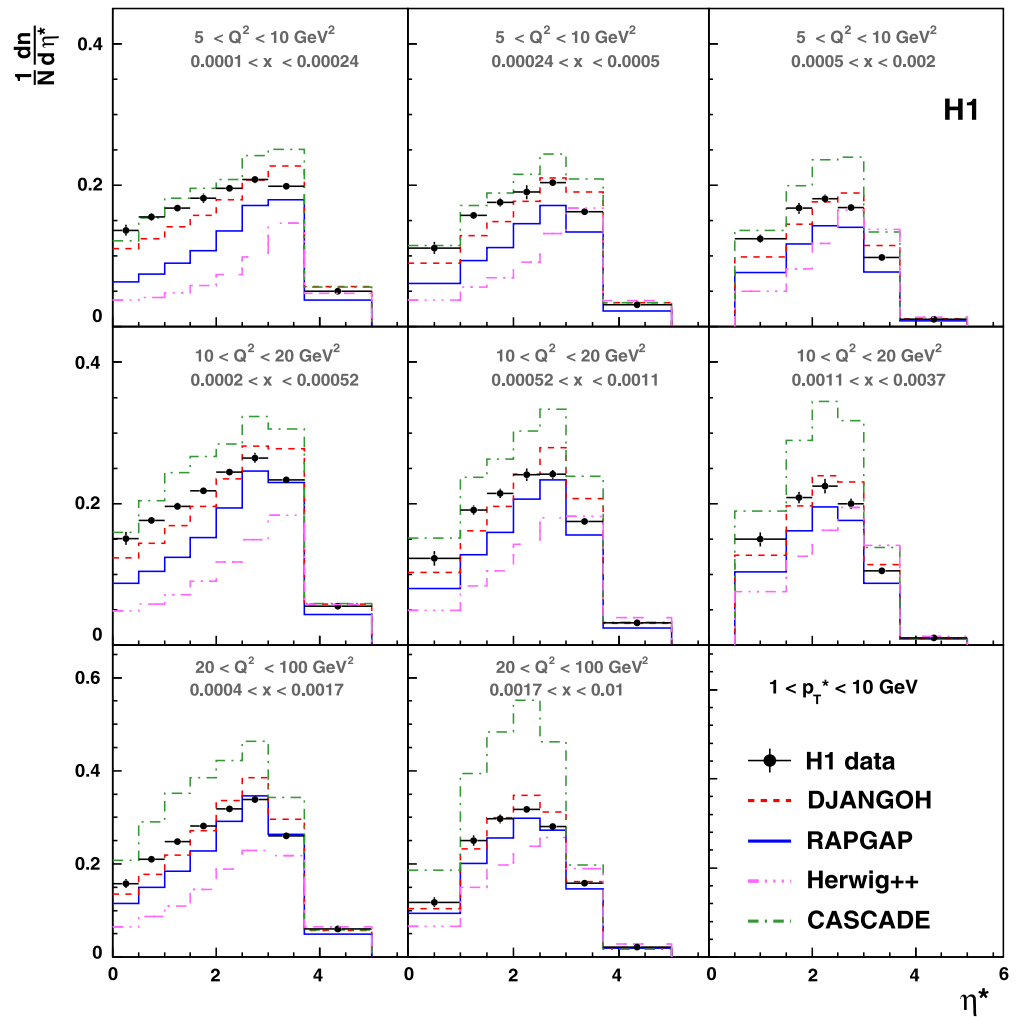 1/N dn/dη*
5 < Q² < 10 GeV²
0.0001 < x < 0.00024
5 < Q² < 10 GeV²
0.00024 < x < 0.0005
5 < Q² < 10 GeV²
0.0005 < x < 0.002
H1
0.4
0.2
0
10 < Q² < 20 GeV²
0.0002 < x < 0.00052
10 < Q² < 20 GeV²
0.00052 < x < 0.0011
10 < Q² < 20 GeV²
0.0011 < x < 0.0037
0.4
0.2
0
20 < Q² < 100 GeV²
0.0004 < x < 0.0017
20 < Q² < 100 GeV²
0.0017 < x < 0.01
1 < p_T* < 10 GeV
0.6
0.4
0.2
0
H1 data
DJANGOH
RAPGAP
Herwig++
CASCADE
0 2 4 0 2 4 0 2 4 6
η*